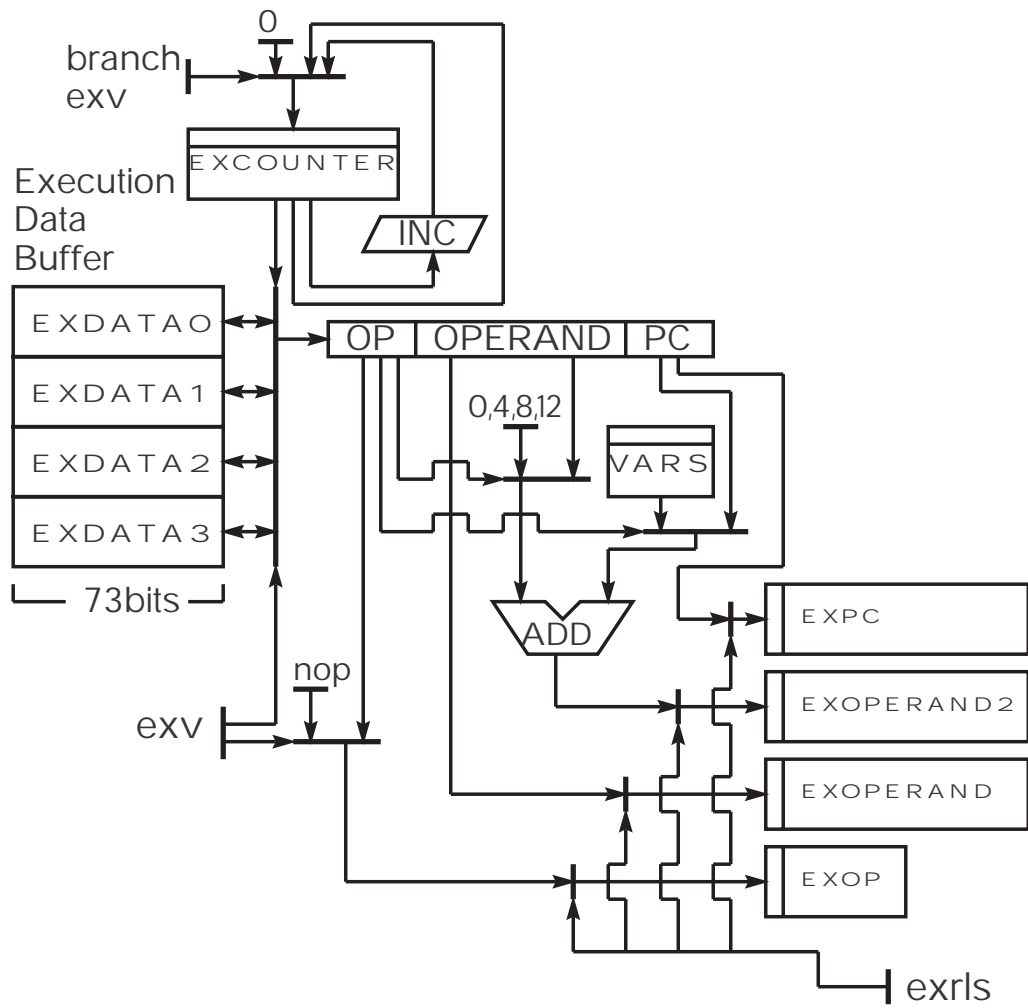 0
branch
exv
EXCOUNTER
Execution
Data
Buffer
INC
EXDATA0
EXDATA1
EXDATA2
EXDATA3
73bits
OP OPERAND PC
0,4,8,12
VARS
ADD
EXPC
nop
exv
EXOPERAND2
EXOPERAND
EXOP
exrls